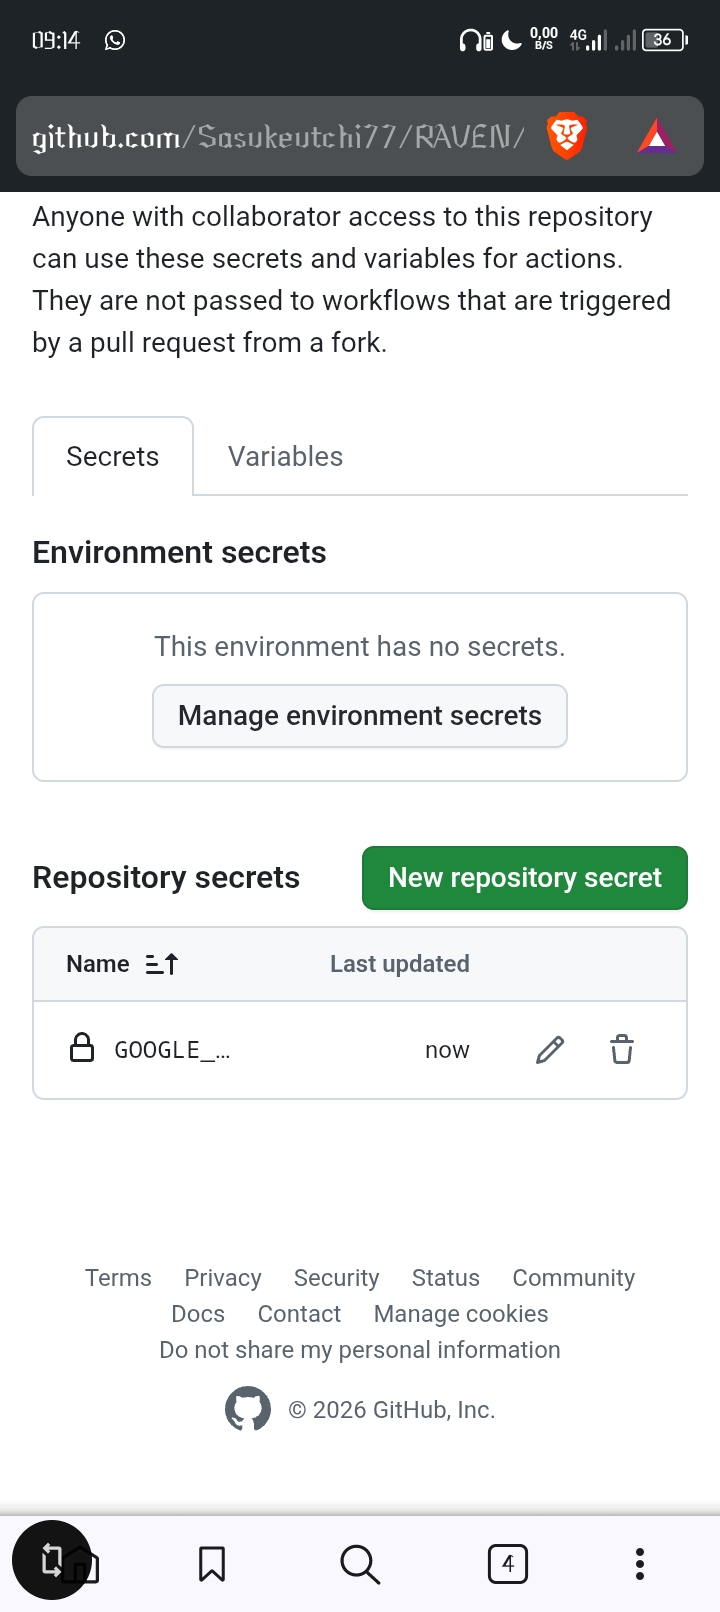 09:14
0,00
B/S
4G
36
github.com/Sasukeutchi77/RAVEN/
Anyone with collaborator access to this repository
can use these secrets and variables for actions.
They are not passed to workflows that are triggered
by a pull request from a fork.
Secrets
Variables
Environment secrets
This environment has no secrets.
Manage environment secrets
Repository secrets
New repository secret
Name
Last updated
GOOGLE_...
now
Terms Privacy Security Status Community
Docs Contact Manage cookies
Do not share my personal information
© 2026 GitHub, Inc.
4